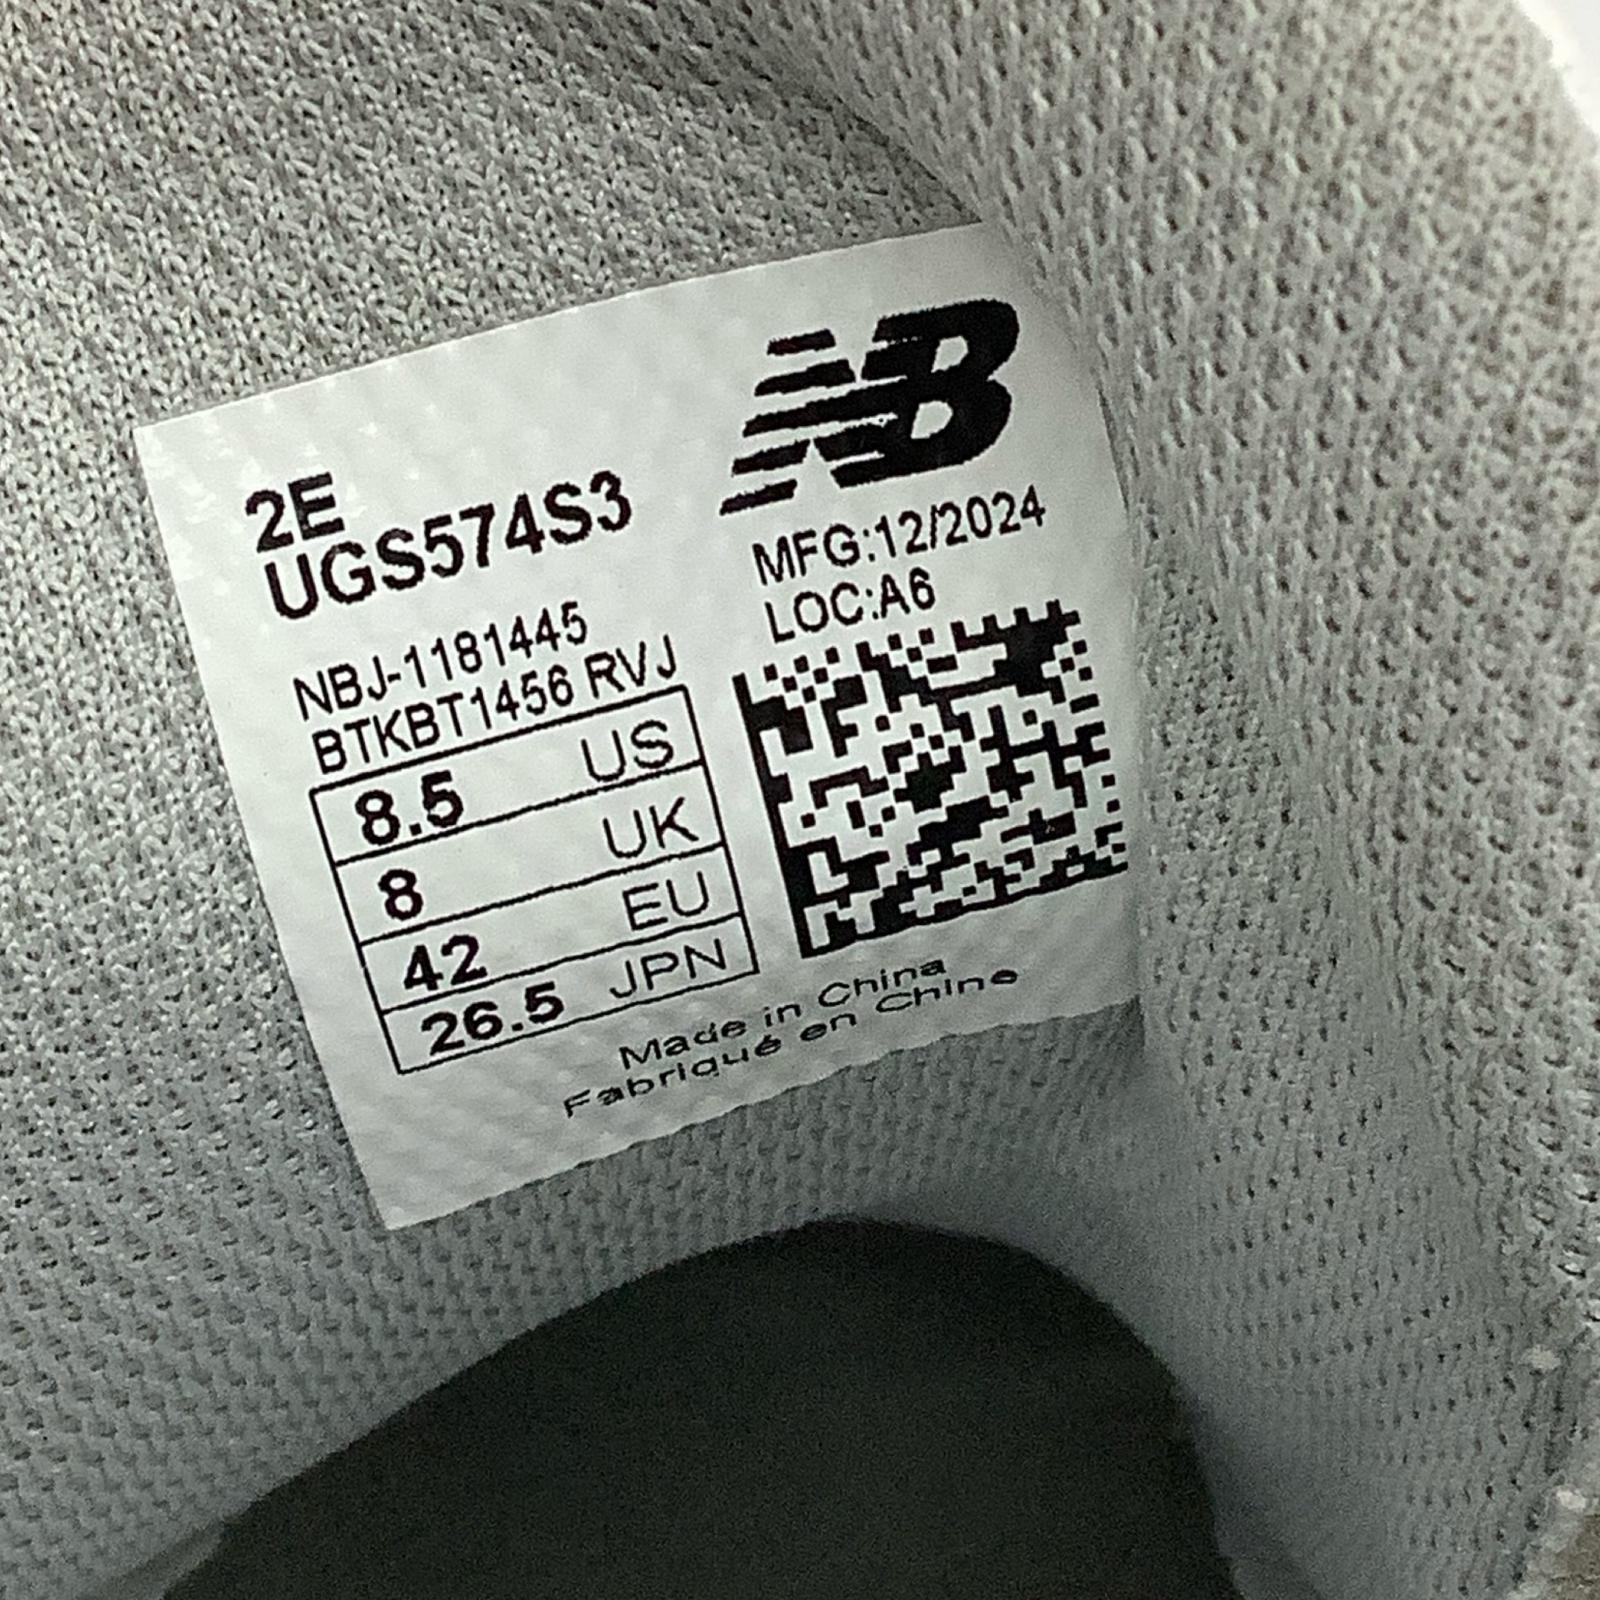 NB
2E
UGS574S3
NBJ-1181445
BTKBT1456 RVJ
8.5 US
8 UK
42 EU
26.5 JPN
MFG:12/2024
LOC:A6
Made in China
Fabriqué en Chine